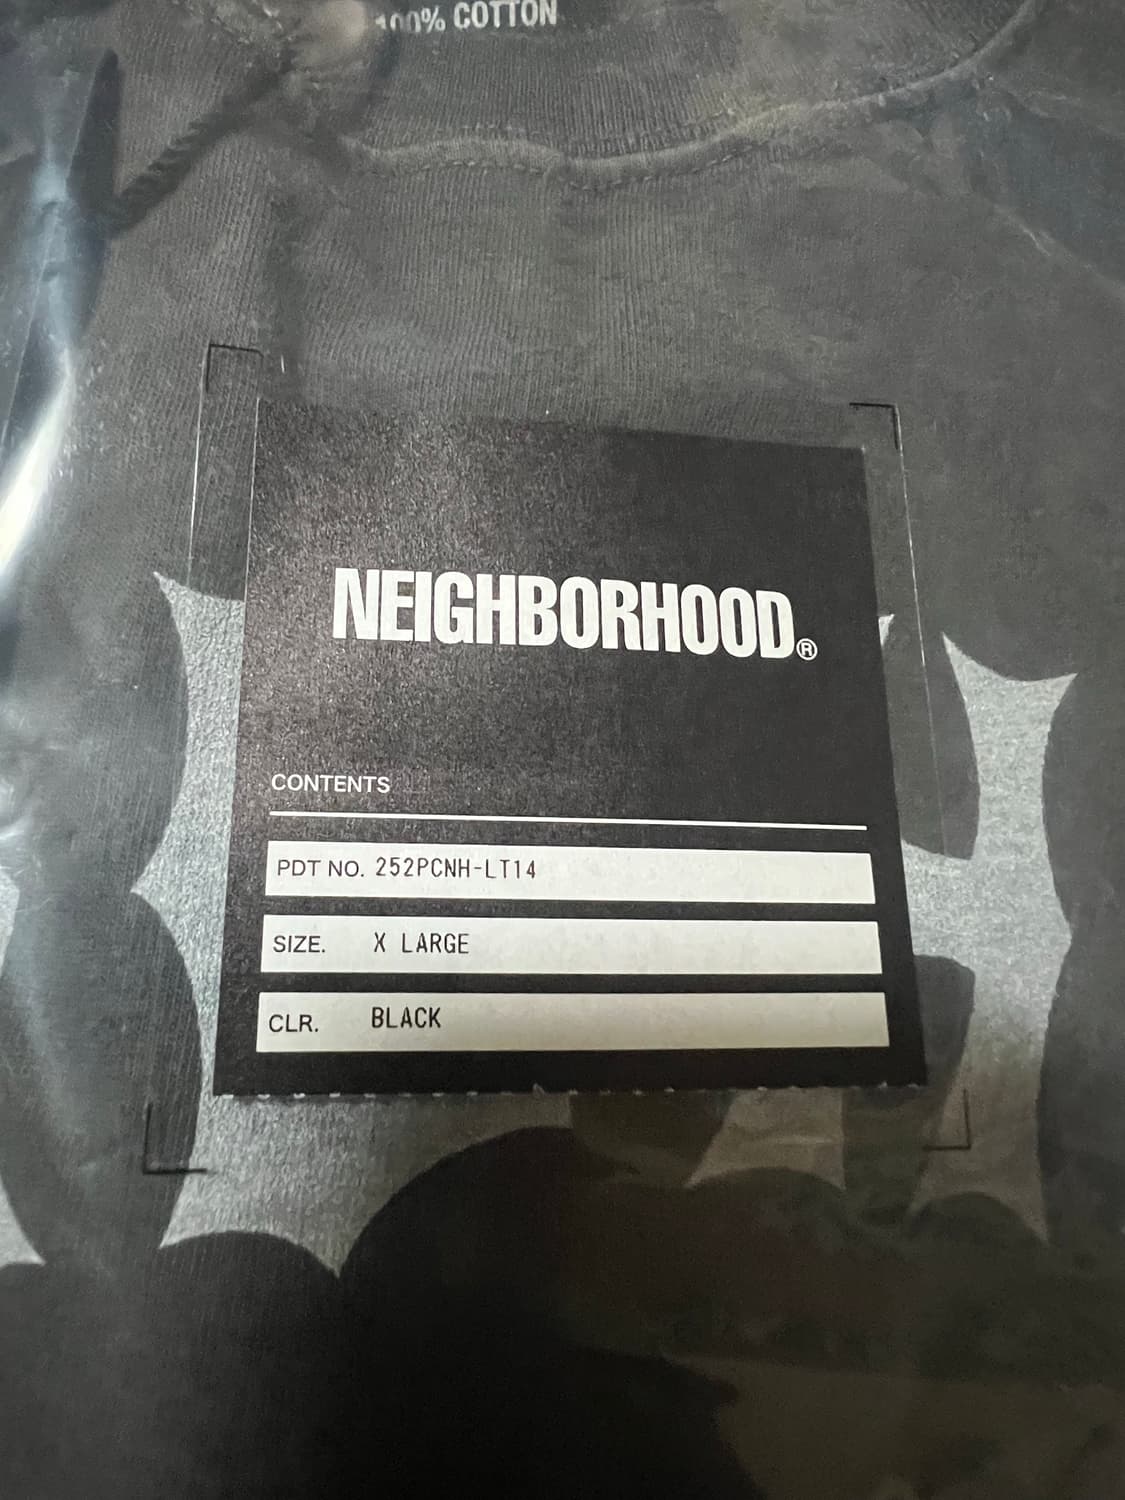 100% COTTON
NEIGHBORHOOD®
CONTENTS
PDT NO. 252PCNH-LT14
SIZE. X LARGE
CLR. BLACK